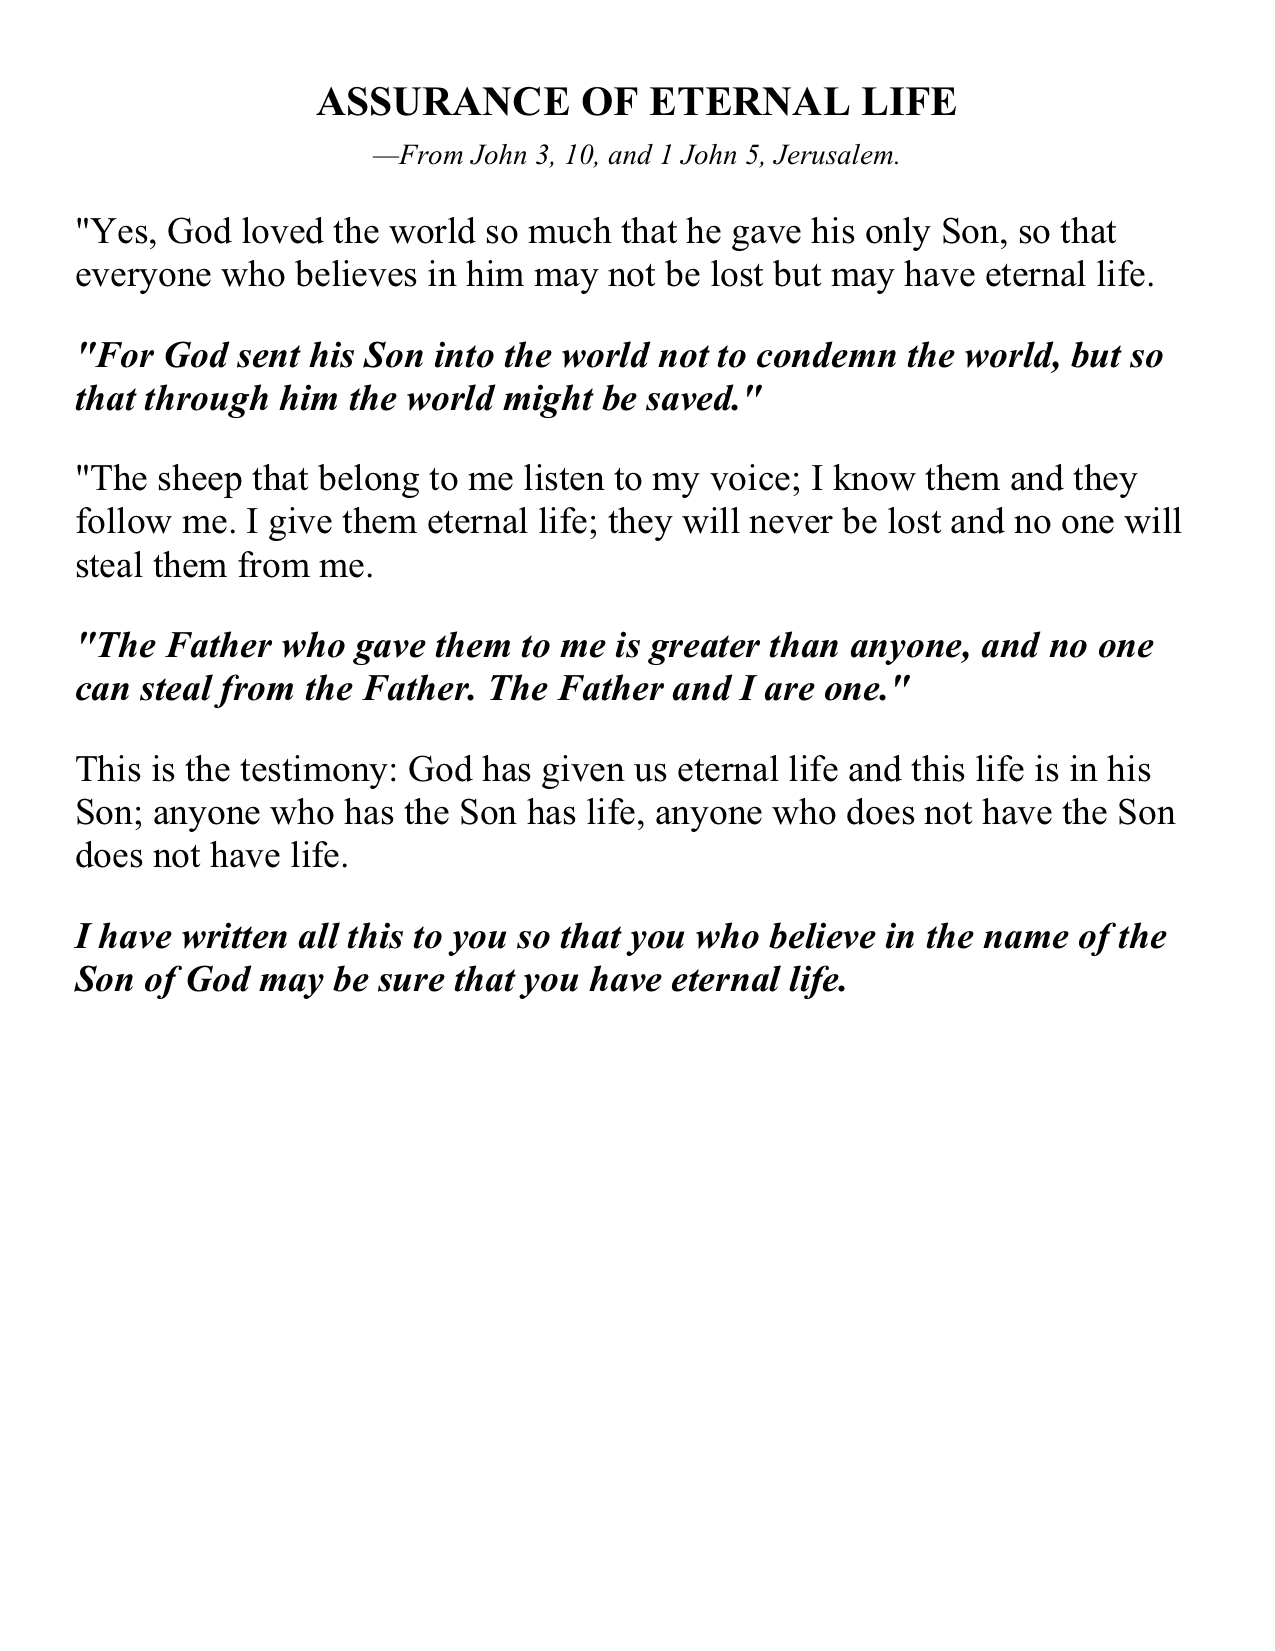 ASSURANCE OF ETERNAL LIFE
—From John 3, 10, and 1 John 5, Jerusalem.
"Yes, God loved the world so much that he gave his only Son, so that
everyone who believes in him may not be lost but may have eternal life.
"For God sent his Son into the world not to condemn the world, but so
that through him the world might be saved."
"The sheep that belong to me listen to my voice; I know them and they
follow me. I give them eternal life; they will never be lost and no one will
steal them from me.
"The Father who gave them to me is greater than anyone, and no one
can steal from the Father. The Father and I are one."
This is the testimony: God has given us eternal life and this life is in his
Son; anyone who has the Son has life, anyone who does not have the Son
does not have life.
I have written all this to you so that you who believe in the name of the
Son of God may be sure that you have eternal life.